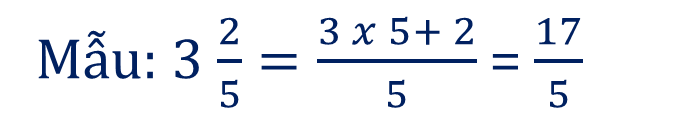 Mẫu: 3 2/5 = (3 x 5+ 2)/5 = 17/5